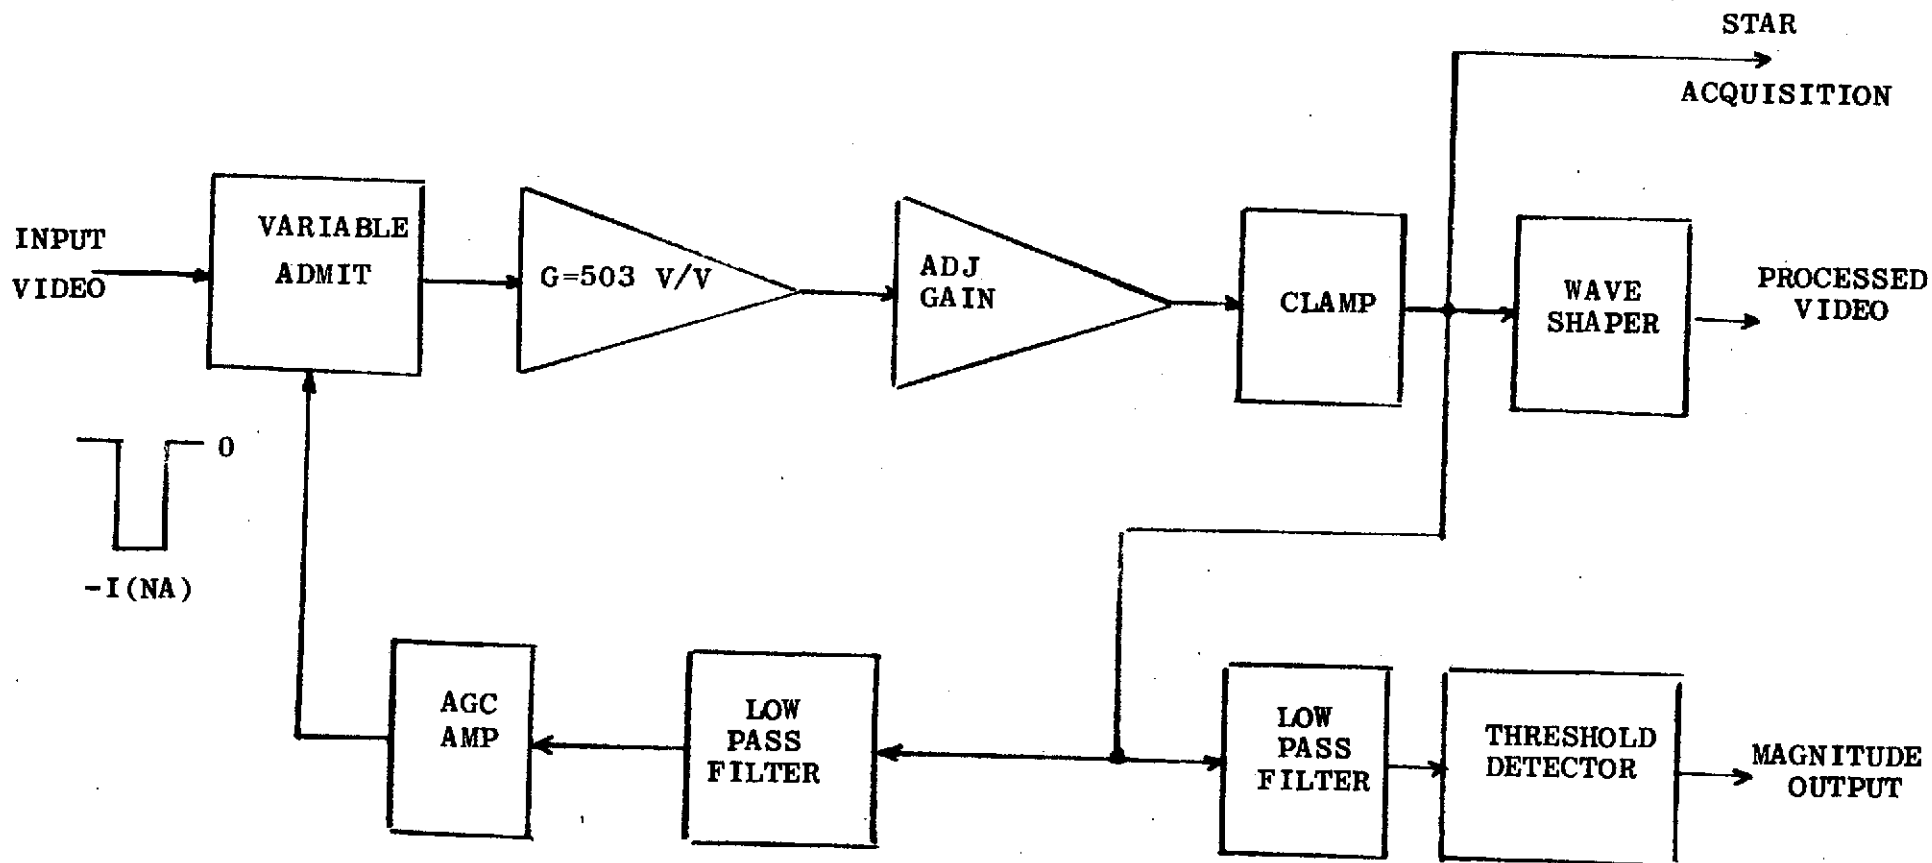 STAR
ACQUISITION
INPUT
VIDEO
VARIABLE
ADMIT
G=503 V/V
ADJ
GAIN
CLAMP
WAVE
SHAPER
PROCESSED
VIDEO
0
-I(NA)
AGC
AMP
LOW
PASS
FILTER
LOW
PASS
FILTER
THRESHOLD
DETECTOR
MAGNITUDE
OUTPUT